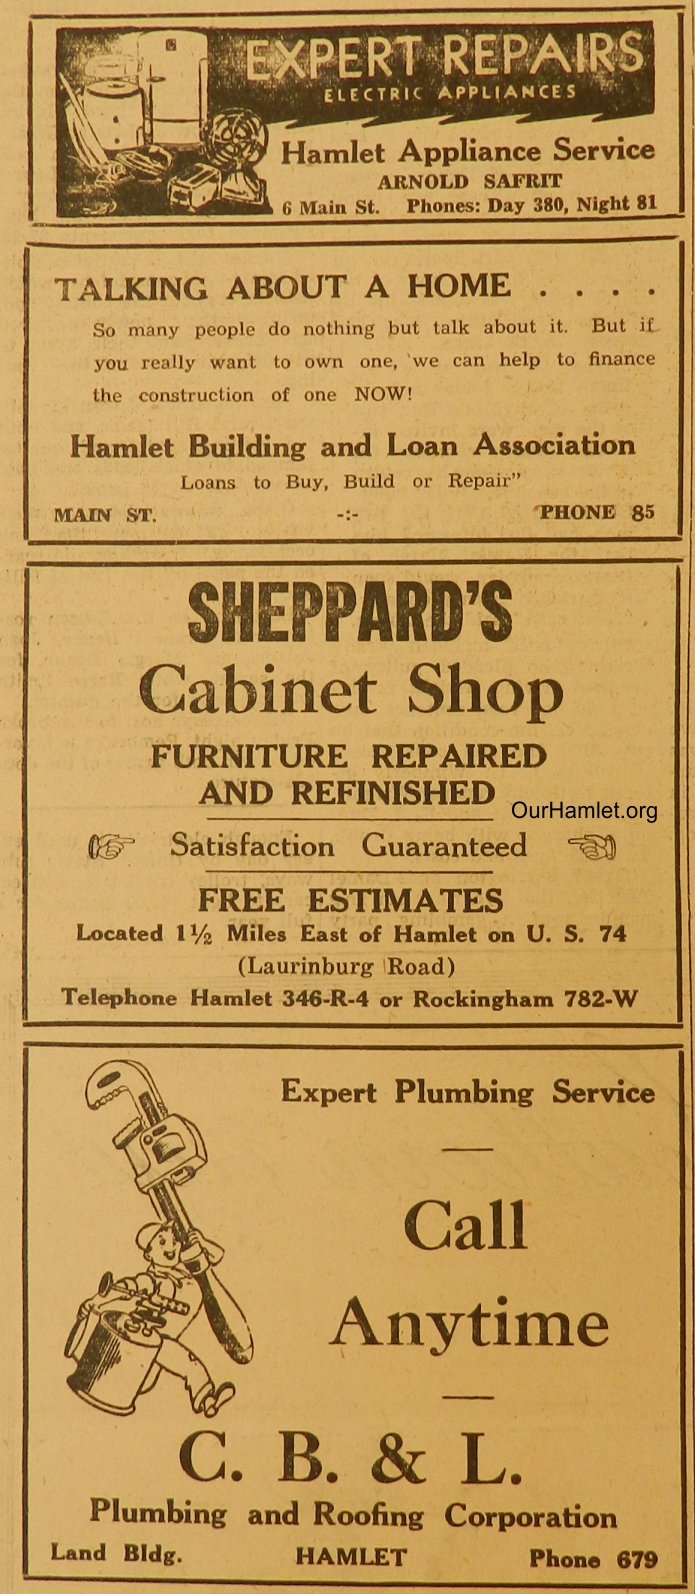 EXPERT REPAIRS
ELECTRIC APPLIANCES
Hamlet Appliance Service
ARNOLD SAFRIT
6 Main St. Phones: Day 380, Night 81
TALKING ABOUT A HOME . . . .
So many people do nothing but talk about it. But if
you really want to own one, we can help to finance
the construction of one NOW!
Hamlet Building and Loan Association
Loans to Buy, Build or Repair”
MAIN ST. -:- PHONE 85
SHEPPARD'S
Cabinet Shop
FURNITURE REPAIRED
AND REFINISHED
OurHamlet.org
Satisfaction Guaranteed
FREE ESTIMATES
Located 1½ Miles East of Hamlet on U. S. 74
(Laurinburg Road)
Telephone Hamlet 346-R-4 or Rockingham 782-W
Expert Plumbing Service
Call
Anytime
C. B. & L.
Plumbing and Roofing Corporation
Land Bldg. HAMLET Phone 679